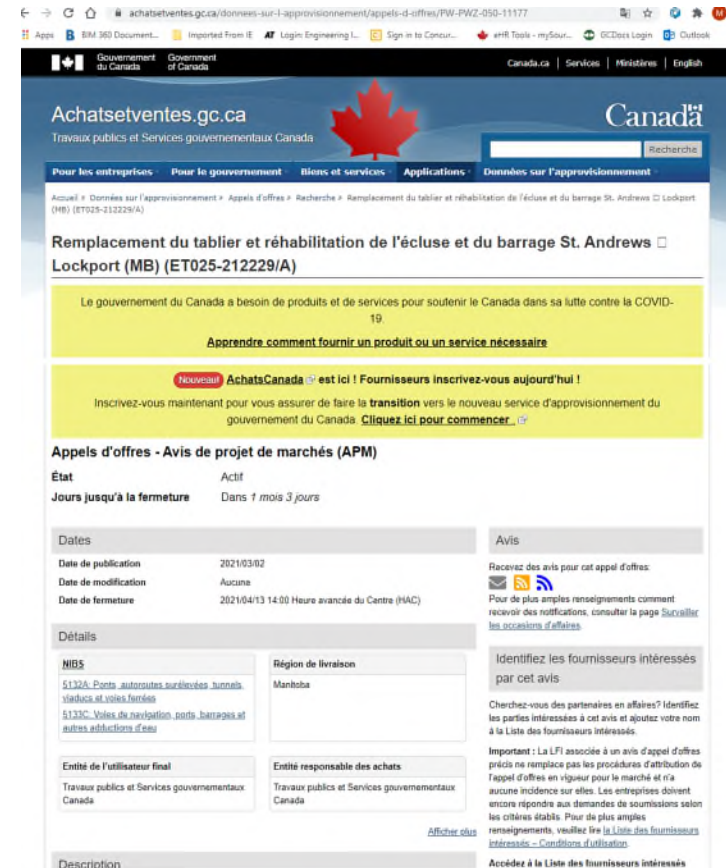 achatsetventes.gc.ca/donnees-sur-l-approvisionnement/appels-d-offres/PW-PWZ-050-11177
Apps BIM 360 Document... Imported From IE Login: Engineering I... Sign in to Concur... eHR Tools - mySour... GCDocs Login Outlook
Gouvernement du Canada
Government of Canada
Canada.ca | Services | Ministères | English
Achatsetventes.gc.ca
Canada
Travaux publics et Services gouvernementaux Canada
Recherche
Pour les entreprises Pour le gouvernement Biens et services Applications Données sur l'approvisionnement
Accueil > Données sur l'approvisionnement > Appels d'offres > Recherche > Remplacement du tablier et réhabilitation de l'écluse et du barrage St. Andrews □ Lockport
(MB) (ET025-212229/A)
Remplacement du tablier et réhabilitation de l'écluse et du barrage St. Andrews □
Lockport (MB) (ET025-212229/A)
Le gouvernement du Canada a besoin de produits et de services pour soutenir le Canada dans sa lutte contre la COVID-
19.
Apprendre comment fournir un produit ou un service nécessaire
Nouveau! AchatsCanada est ici ! Fournisseurs inscrivez-vous aujourd'hui !
Inscrivez-vous maintenant pour vous assurer de faire la transition vers le nouveau service d'approvisionnement du
gouvernement du Canada. Cliquez ici pour commencer.
Appels d'offres - Avis de projet de marchés (APM)
État Actif
Jours jusqu'à la fermeture Dans 1 mois 3 jours
Dates
Date de publication 2021/03/02
Date de modification Aucune
Date de fermeture 2021/04/13 14:00 Heure avancée du Centre (HAC)
Détails
NIBS
5132A: Ponts, autoroutes surélevées, tunnels,
viaducs et voies ferrées
5133C: Voies de navigation, ports, barrages et
autres adductions d'eau
Région de livraison
Manitoba
Entité de l'utilisateur final
Travaux publics et Services gouvernementaux
Canada
Entité responsable des achats
Travaux publics et Services gouvernementaux
Canada
Afficher plus
Description
Avis
Recevez des avis pour cet appel d'offres:
Pour de plus amples renseignements comment
recevoir des notifications, consulter la page Surveiller
les occasions d'affaires.
Identifiez les fournisseurs intéressés
par cet avis
Cherchez-vous des partenaires en affaires? Identifiez
les parties intéressées à cet avis et ajoutez votre nom
à la Liste des fournisseurs intéressés.
Important : La LFI associée à un avis d'appel d'offres
précis ne remplace pas les procédures d'attribution de
l'appel d'offres en vigueur pour le marché et n'a
aucune incidence sur elles. Les entreprises doivent
encore répondre aux demandes de soumissions selon
les critères établis. Pour de plus amples
renseignements, veuillez lire la Liste des fournisseurs
intéressés – Conditions d'utilisation.
Accédez à la Liste des fournisseurs intéressés